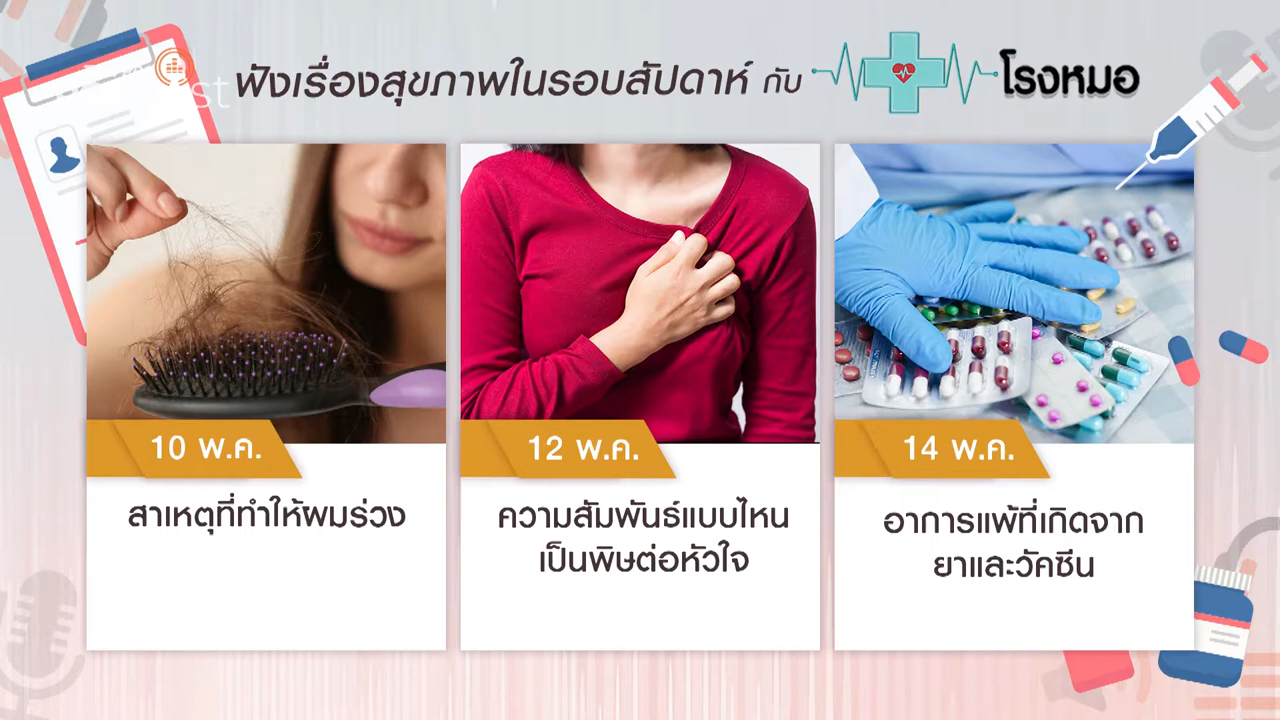 ฟังเรื่องสุขภาพในรอบสัปดาห์ กับ โรงหมอ
10 พ.ค.
สาเหตุที่ทำให้ผมร่วง
12 พ.ค.
ความสัมพันธ์แบบไหน
เป็นพิษต่อหัวใจ
14 พ.ค.
อาการแพ้ที่เกิดจาก
ยาและวัคซีน